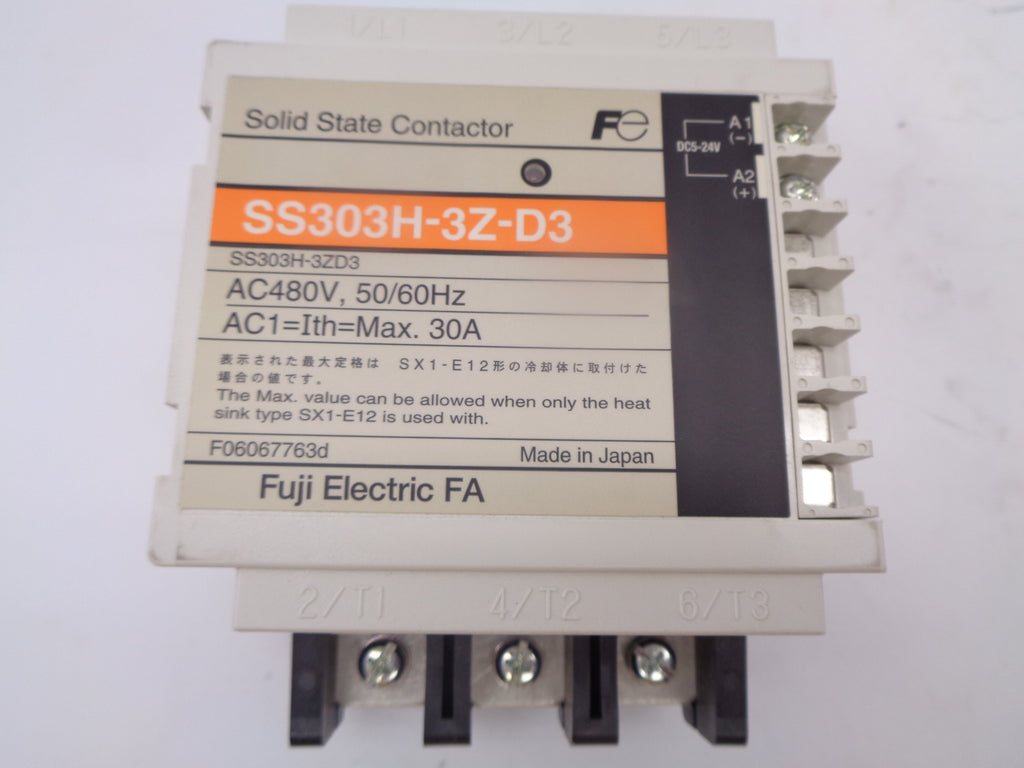 1/L1 3/L2 5/L3
Solid State Contactor
Fe
A1
(-)
DC5-24V
A2
(+)
SS303H-3Z-D3
SS303H-3ZD3
AC480V, 50/60Hz
AC1=Ith=Max. 30A
表示された最大定格は SX1-E12形の冷却体に取付けた
場合の値です。
The Max. value can be allowed when only the heat
sink type SX1-E12 is used with.
F06067763d Made in Japan
Fuji Electric FA
2/T1 4/T2 6/T3